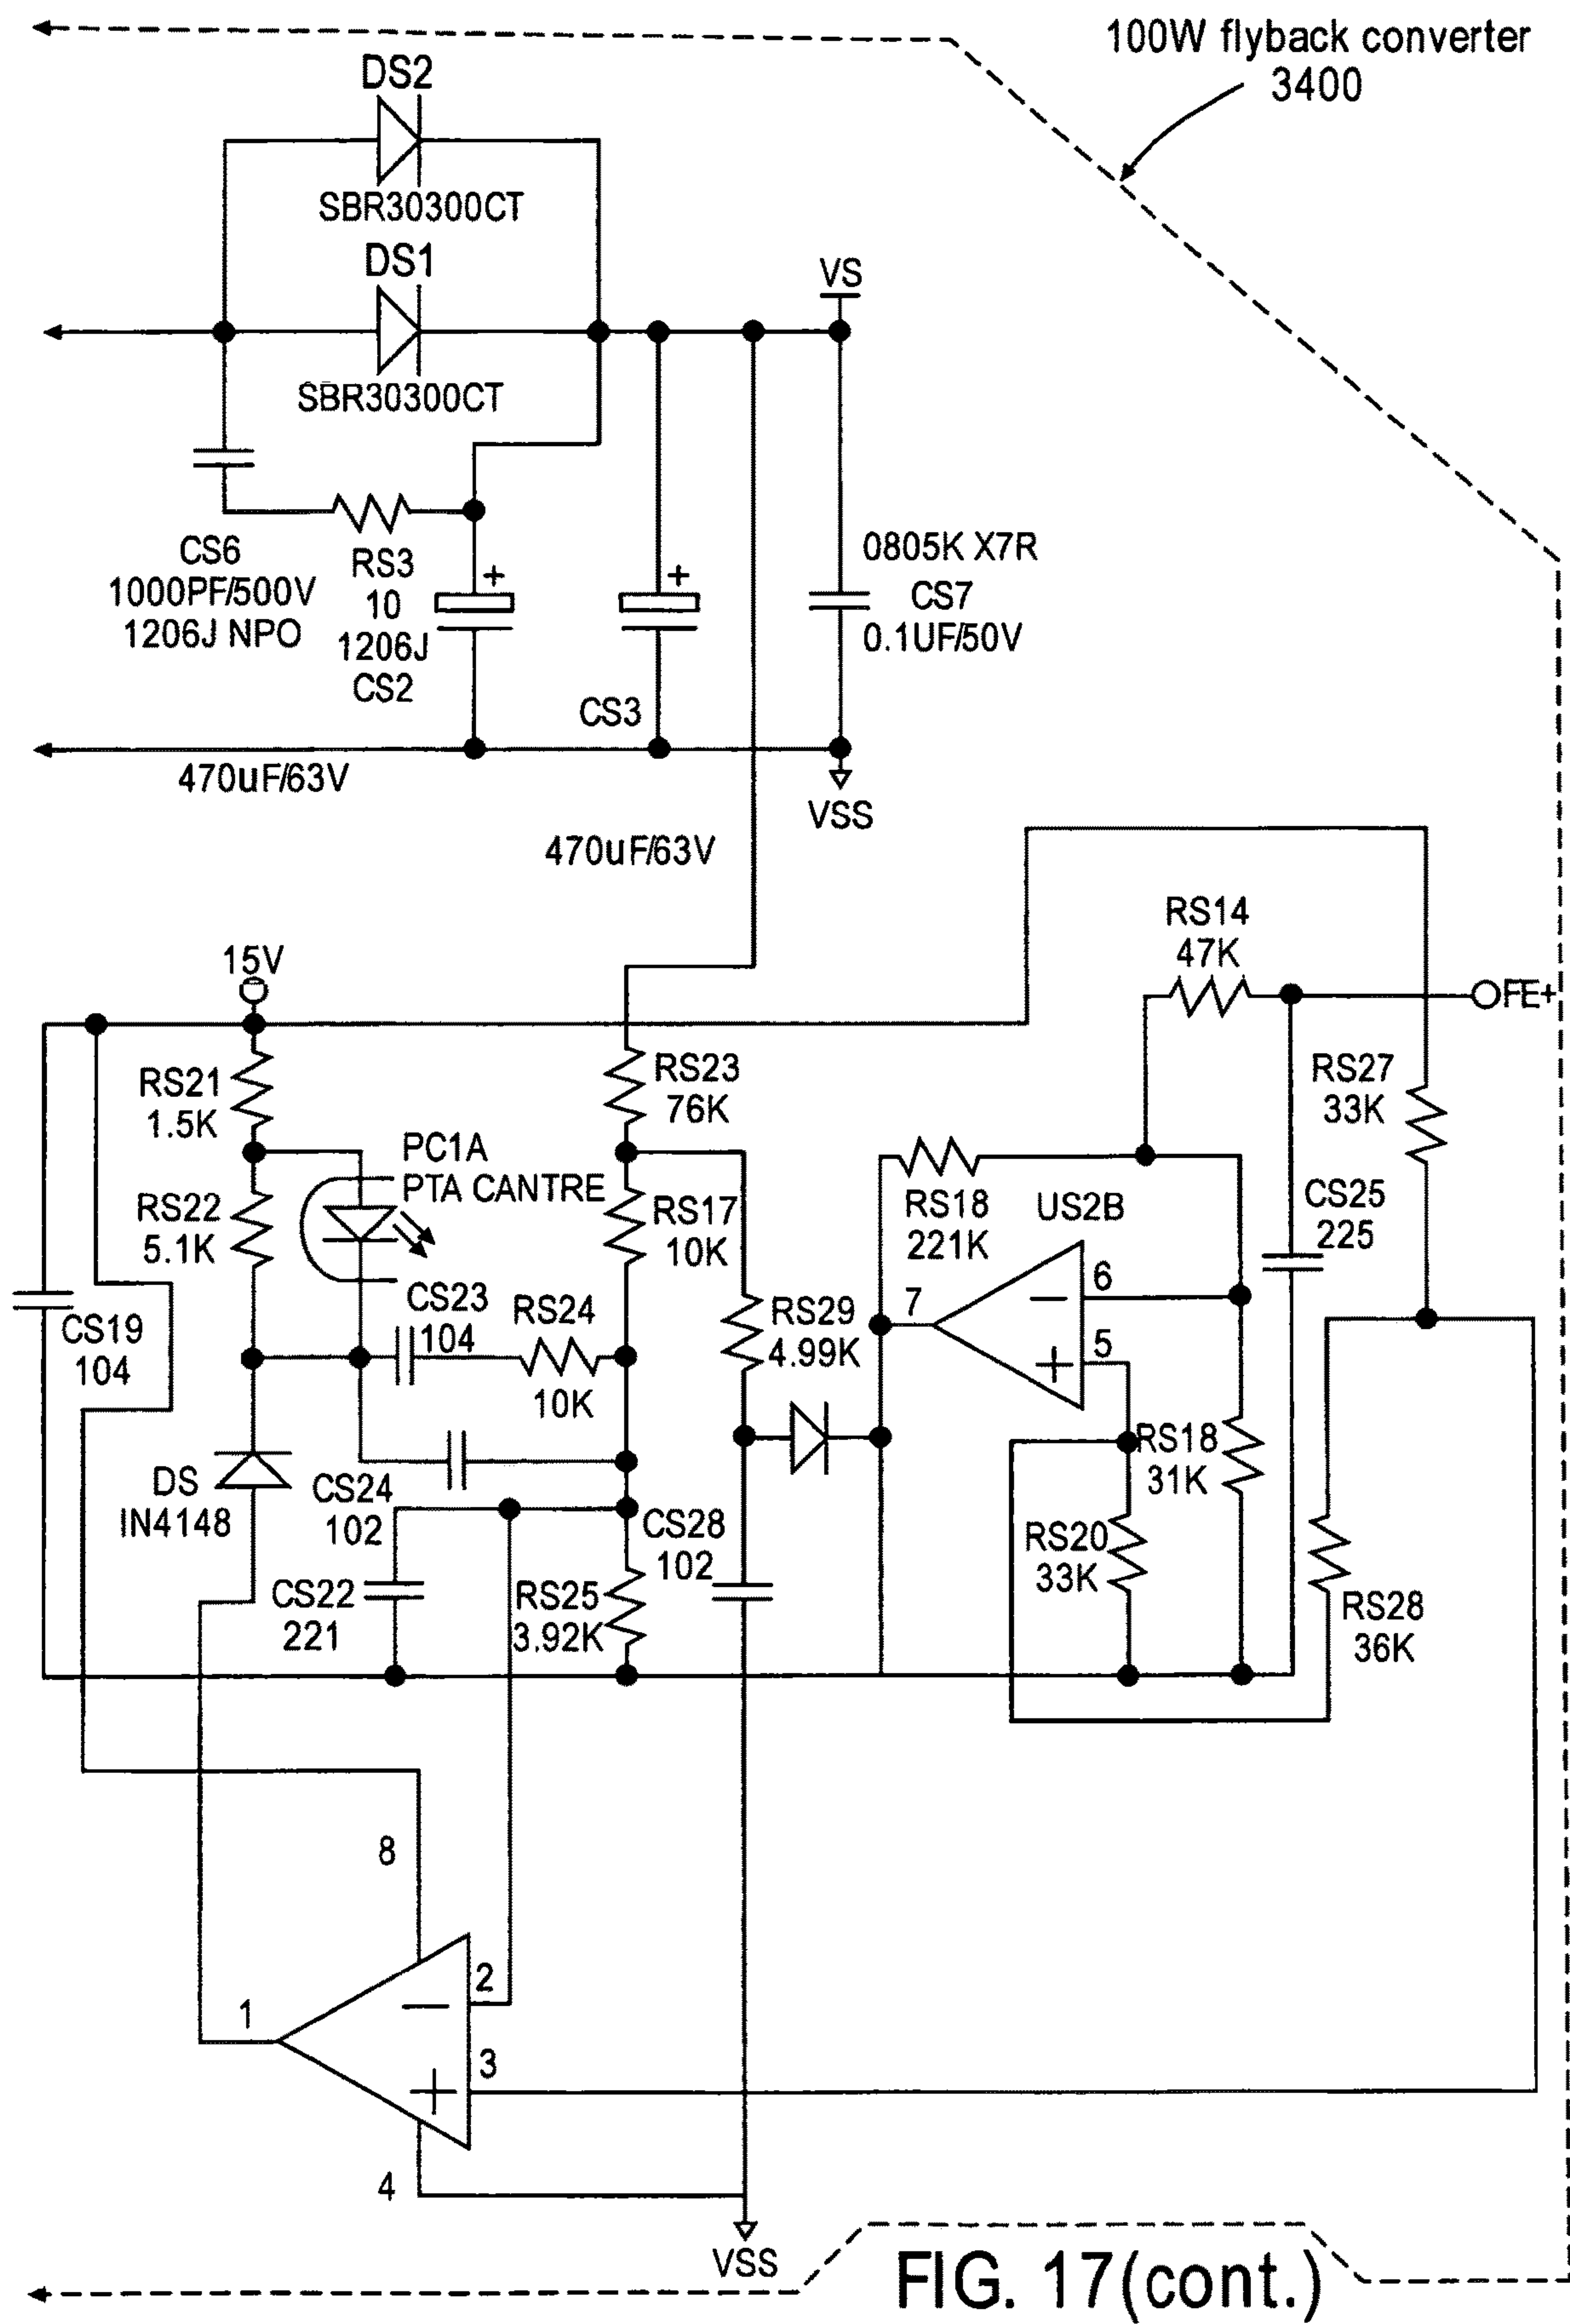 100W flyback converter
3400
DS2
SBR30300CT
DS1
SBR30300CT
VS
CS6
1000PF/500V
1206J NPO
RS3
10
1206J
CS2
+
+
CS3
0805K X7R
CS7
0.1UF/50V
470uF/63V
VSS
470uF/63V
RS14
47K
FE+
15V
RS21
1.5K
RS23
76K
RS27
33K
PC1A
PTA CANTRE
RS22
5.1K
RS17
10K
RS18
221K
US2B
CS25
225
CS19
104
CS23
104
RS24
10K
RS29
4.99K
7
6
5
−
+
DS
IN4148
CS24
102
CS28
102
RS18
31K
RS20
33K
CS22
221
RS25
3.92K
RS28
36K
8
1
2
3
−
+
4
VSS
FIG. 17(cont.)